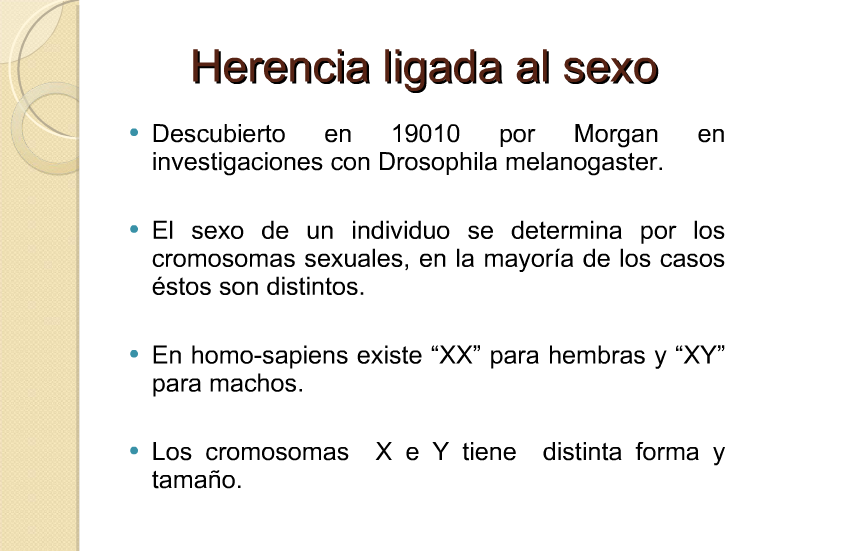 Herencia ligada al sexo
Descubierto en 19010 por Morgan en
investigaciones con Drosophila melanogaster.
El sexo de un individuo se determina por los
cromosomas sexuales, en la mayoría de los casos
éstos son distintos.
En homo-sapiens existe “XX” para hembras y “XY”
para machos.
Los cromosomas X e Y tiene distinta forma y
tamaño.